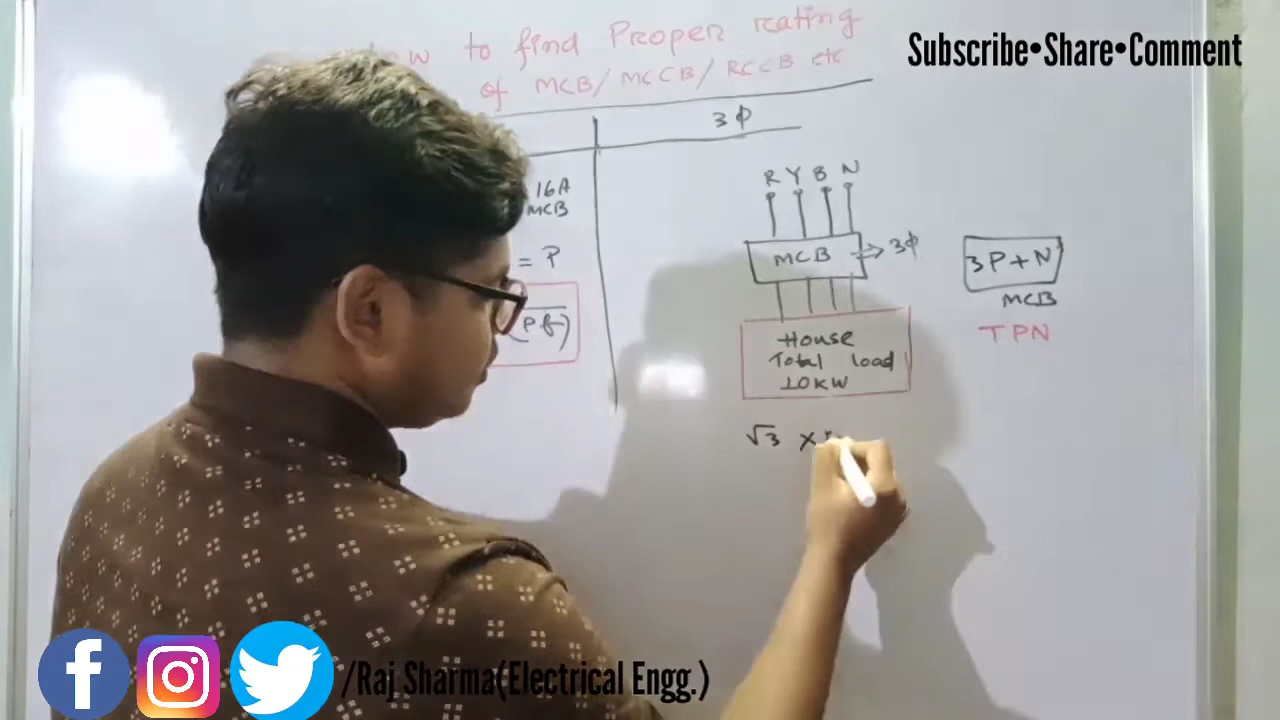 Subscribe•Share•Comment
to find Proper rating
of MCB/ MCCB/ RCCB etc
3φ
16A
MCB
= P
(Pf)
R Y B N
MCB
3φ
House
Total load
10KW
3P+N
MCB
TPN
√3 ×
/Raj Sharma(Electrical Engg.)